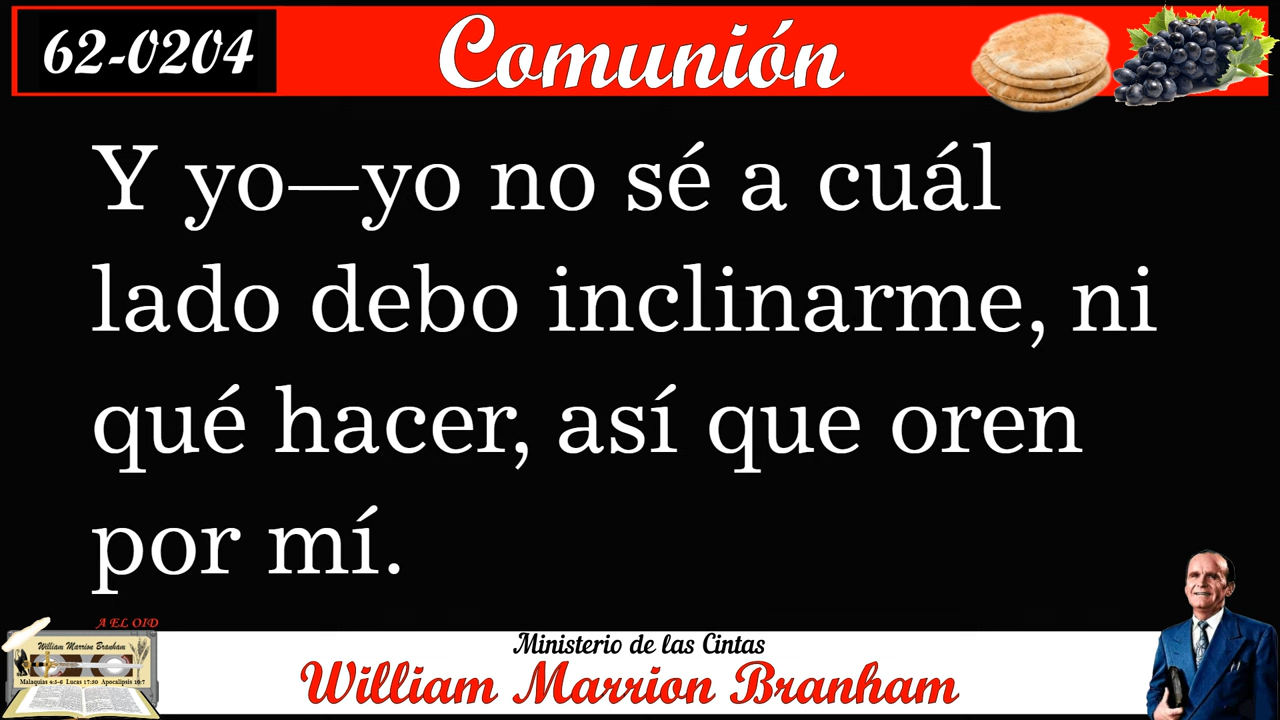 62-0204
Comunión
Y yo—yo no sé a cuál
lado debo inclinarme, ni
qué hacer, así que oren
por mí.
A EL OID
William Marrion Branham
Malaquias 4:5-6 Lucas 17:30 Apocalipsis 10:7
Ministerio de las Cintas
William Marrion Branham